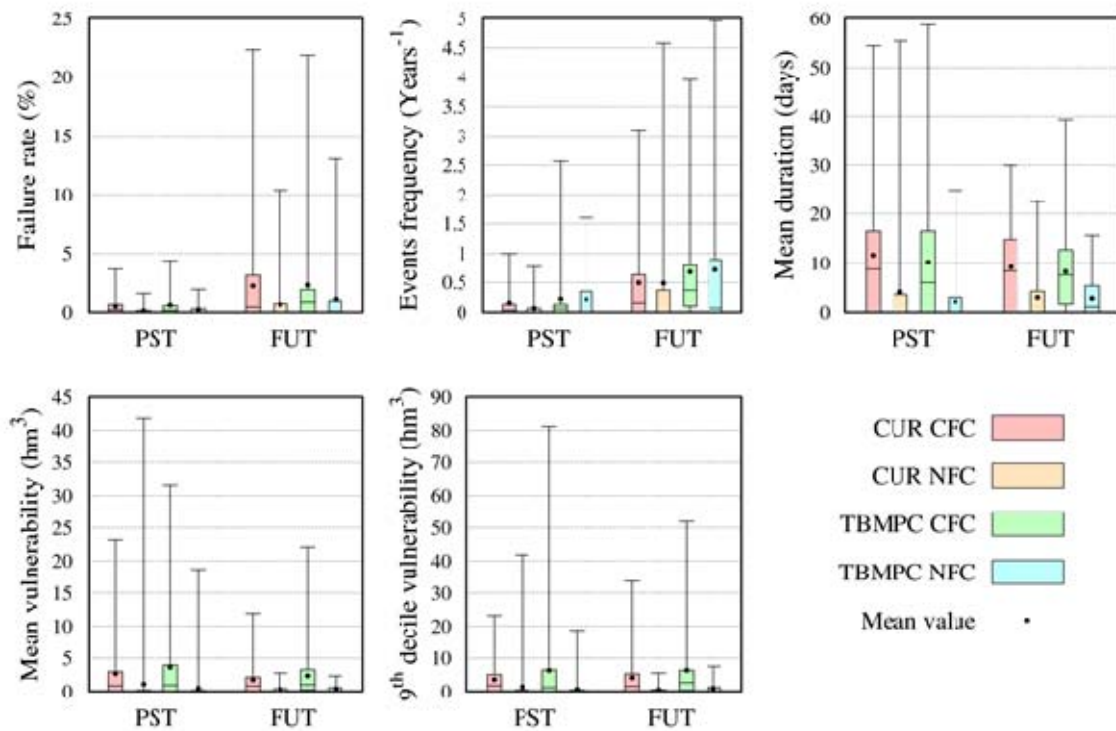 Failure rate (%)
25
20
15
10
5
0
PST FUT
Events frequency (Years⁻¹)
5
4.5
4
3.5
3
2.5
2
1.5
1
0.5
0
PST FUT
Mean duration (days)
60
50
40
30
20
10
0
PST FUT
Mean vulnerability (hm³)
45
40
35
30
25
20
15
10
5
0
PST FUT
9th decile vulnerability (hm³)
90
80
70
60
50
40
30
20
10
0
PST FUT
CUR CFC
CUR NFC
TBMPC CFC
TBMPC NFC
Mean value